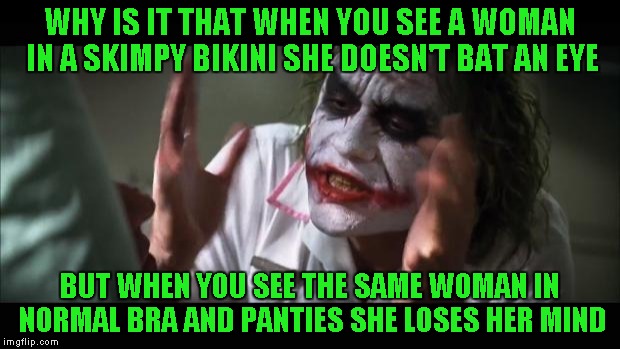 WHY IS IT THAT WHEN YOU SEE A WOMAN
IN A SKIMPY BIKINI SHE DOESN'T BAT AN EYE
BUT WHEN YOU SEE THE SAME WOMAN IN
NORMAL BRA AND PANTIES SHE LOSES HER MIND
imgflip.com